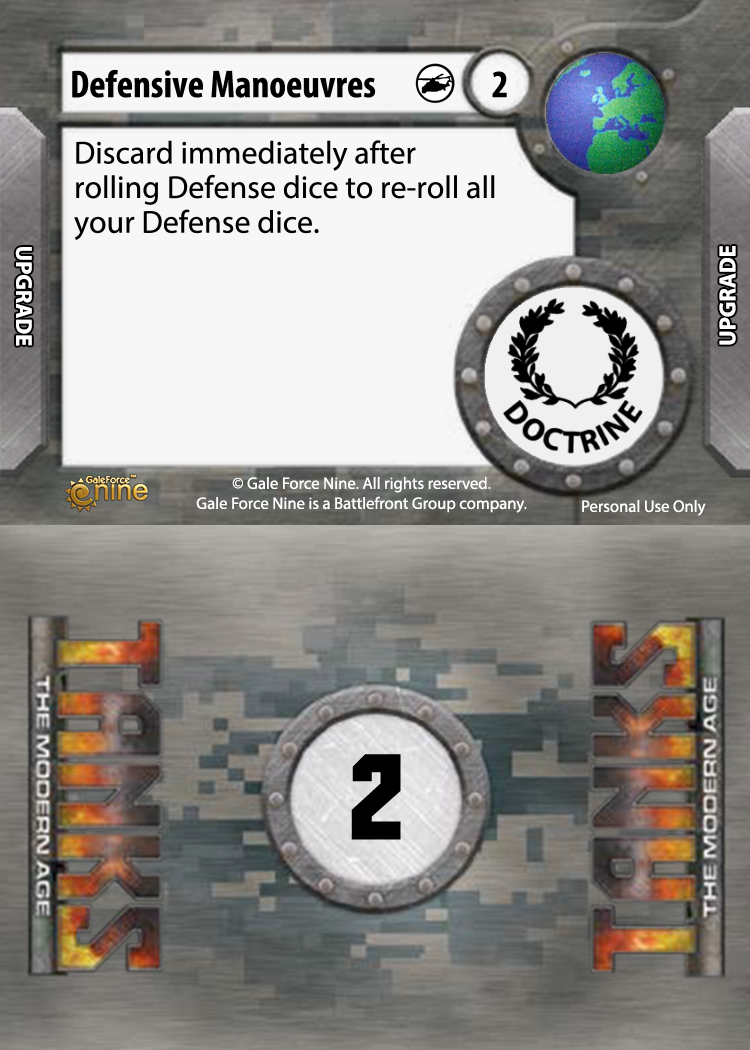 Defensive Manoeuvres
2
Discard immediately after
rolling Defense dice to re-roll all
your Defense dice.
UPGRADE
UPGRADE
DOCTRINE
GaleForce™
nine
© Gale Force Nine. All rights reserved.
Gale Force Nine is a Battlefront Group company.
Personal Use Only
TANKS
THE MODERN AGE
2
TANKS
THE MODERN AGE